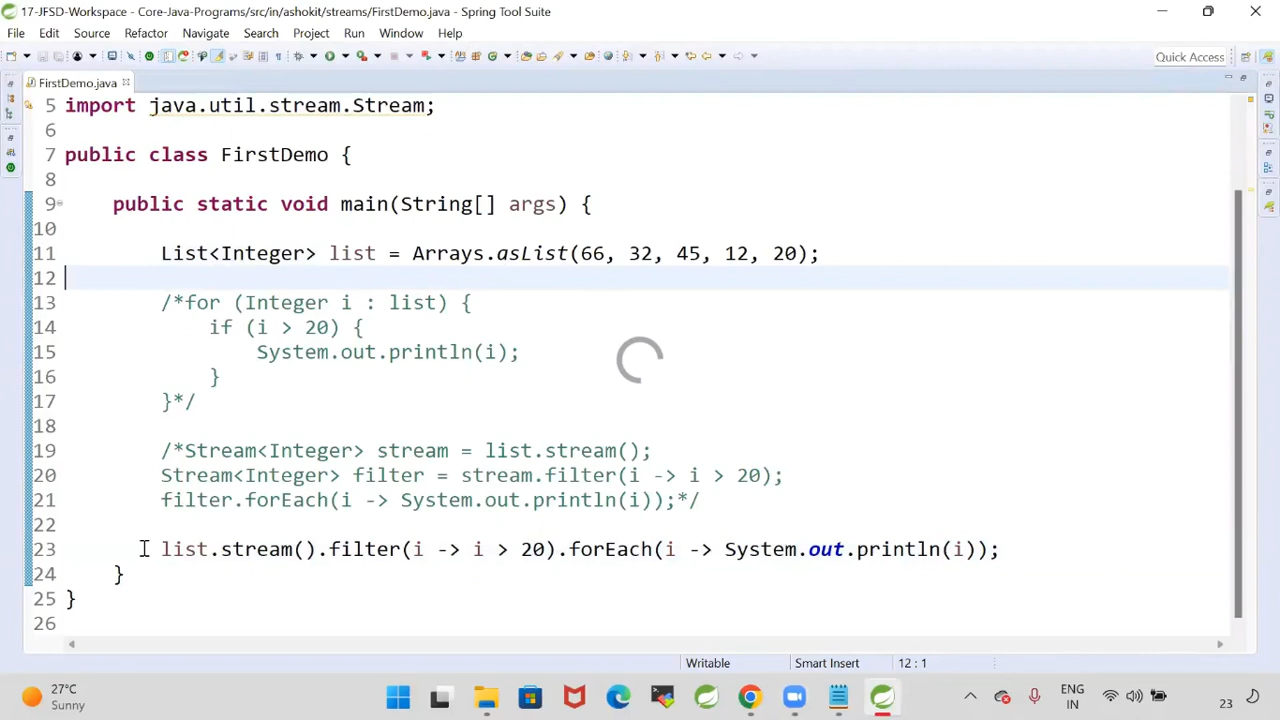 17-JFSD-Workspace - Core-Java-Programs/src/in/ashokit/streams/FirstDemo.java - Spring Tool Suite
File Edit Source Refactor Navigate Search Project Run Window Help
Quick Access
FirstDemo.java
5 import java.util.stream.Stream;
6
7 public class FirstDemo {
8
9 public static void main(String[] args) {
10
11 List<Integer> list = Arrays.asList(66, 32, 45, 12, 20);
12
13 /*for (Integer i : list) {
14 if (i > 20) {
15 System.out.println(i);
16 }
17 }*/
18
19 /*Stream<Integer> stream = list.stream();
20 Stream<Integer> filter = stream.filter(i -> i > 20);
21 filter.forEach(i -> System.out.println(i));*/
22
23 list.stream().filter(i -> i > 20).forEach(i -> System.out.println(i));
24 }
25 }
26
Writable Smart Insert 12 : 1
27°C
Sunny
ENG
IN
23